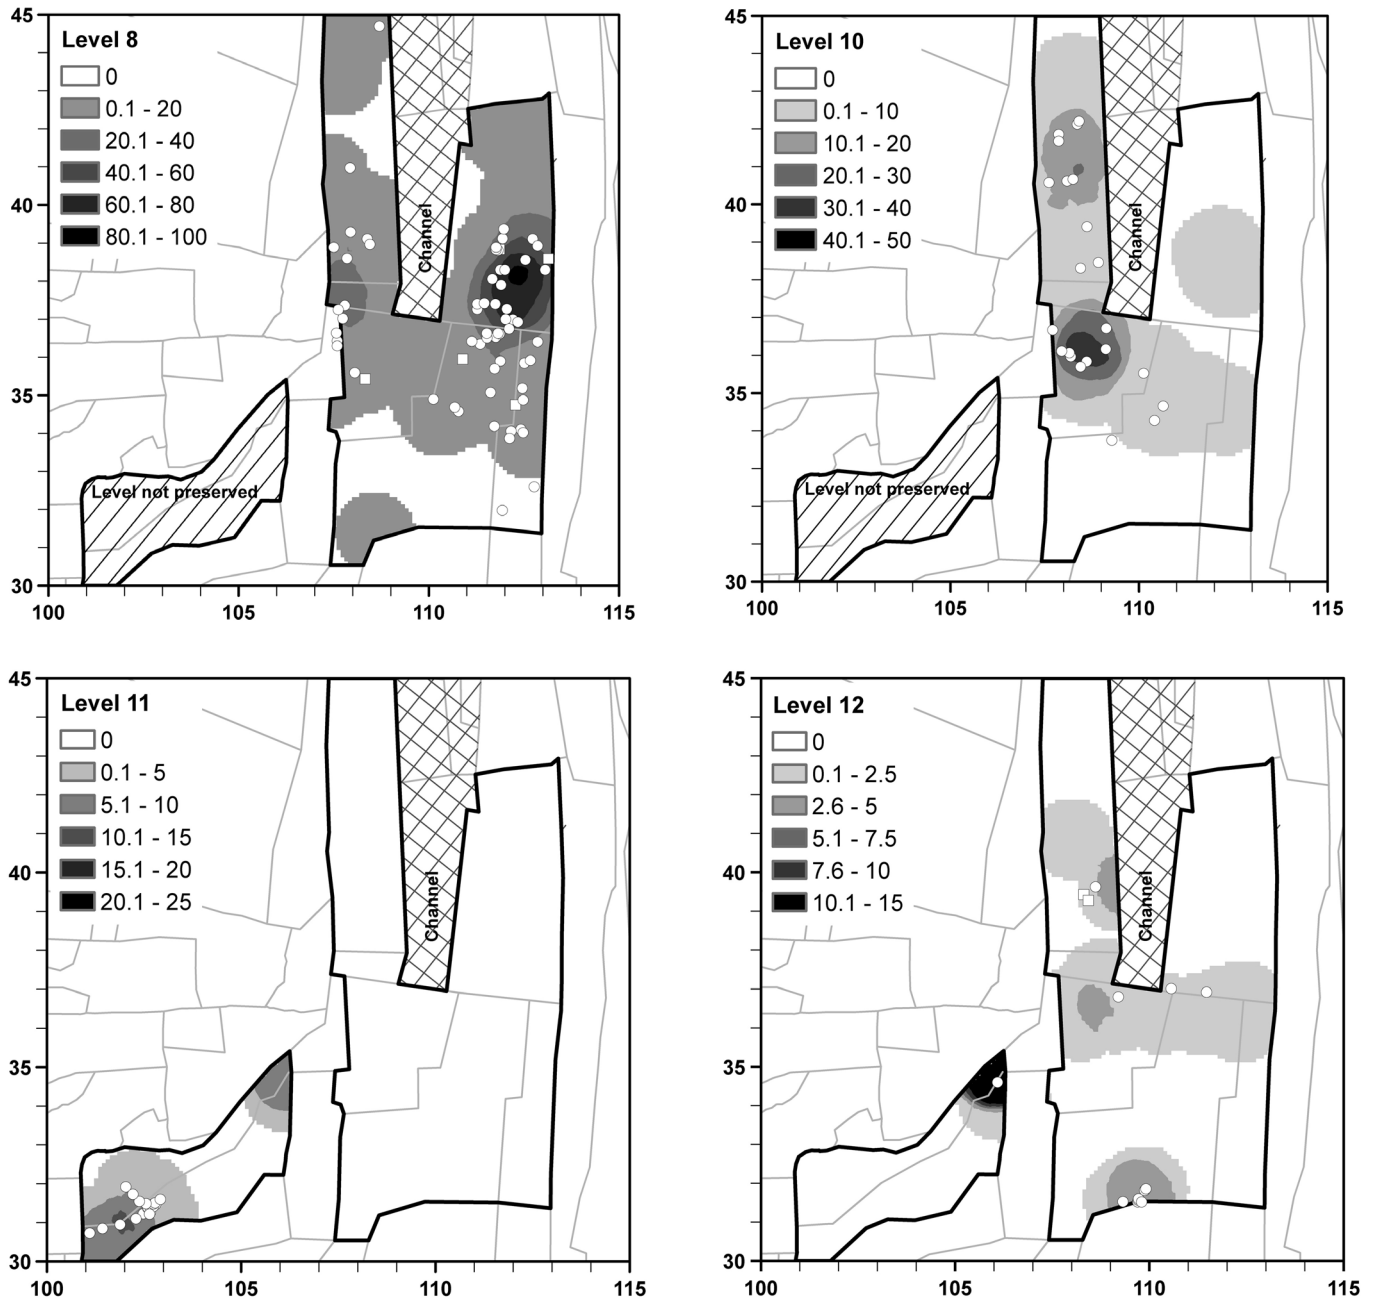 45
Level 8
0
0.1 - 20
20.1 - 40
40.1 - 60
60.1 - 80
80.1 - 100
40
35
30
100
105
110
115
Channel
Level not preserved
45
Level 10
0
0.1 - 10
10.1 - 20
20.1 - 30
30.1 - 40
40.1 - 50
40
35
30
100
105
110
115
Channel
Level not preserved
45
Level 11
0
0.1 - 5
5.1 - 10
10.1 - 15
15.1 - 20
20.1 - 25
40
35
30
100
105
110
115
Channel
45
Level 12
0
0.1 - 2.5
2.6 - 5
5.1 - 7.5
7.6 - 10
10.1 - 15
40
35
30
100
105
110
115
Channel